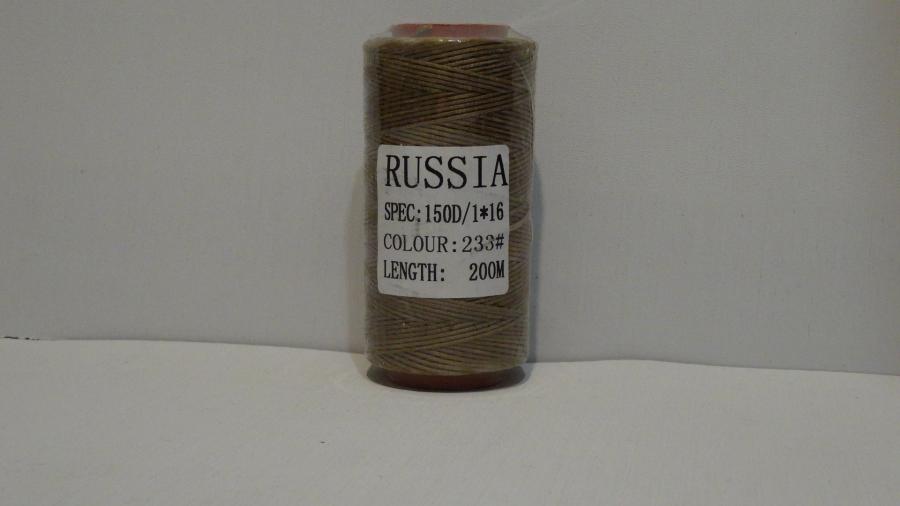 RUSSIA
SPEC:150D/1*16
COLOUR:233#
LENGTH: 200M